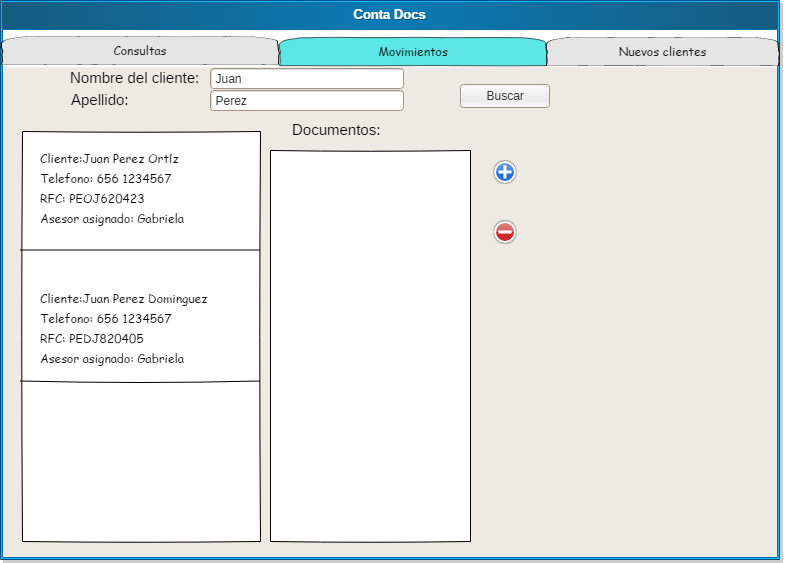 Conta Docs
Consultas
Movimientos
Nuevos clientes
Nombre del cliente: Juan
Apellido: Perez
Buscar
Documentos:
Cliente:Juan Perez Ortíz
Telefono: 656 1234567
RFC: PEOJ620423
Asesor asignado: Gabriela
Cliente:Juan Perez Dominguez
Telefono: 656 1234567
RFC: PEDJ820405
Asesor asignado: Gabriela